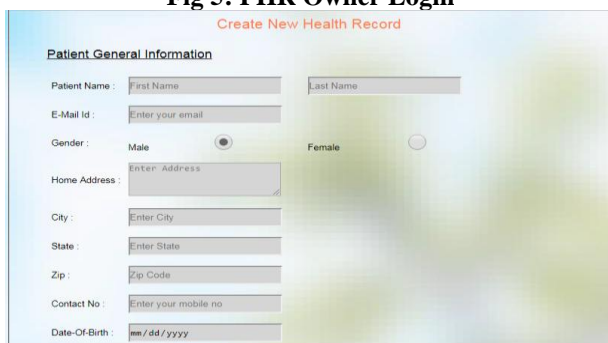 Fig 5: PHR Owner Login
Create New Health Record
Patient General Information
Patient Name : First Name Last Name
E-Mail Id : Enter your email
Gender : Male Female
Home Address : Enter Address
City : Enter City
State : Enter State
Zip : Zip Code
Contact No : Enter your mobile no
Date-Of-Birth : mm/dd/yyyy